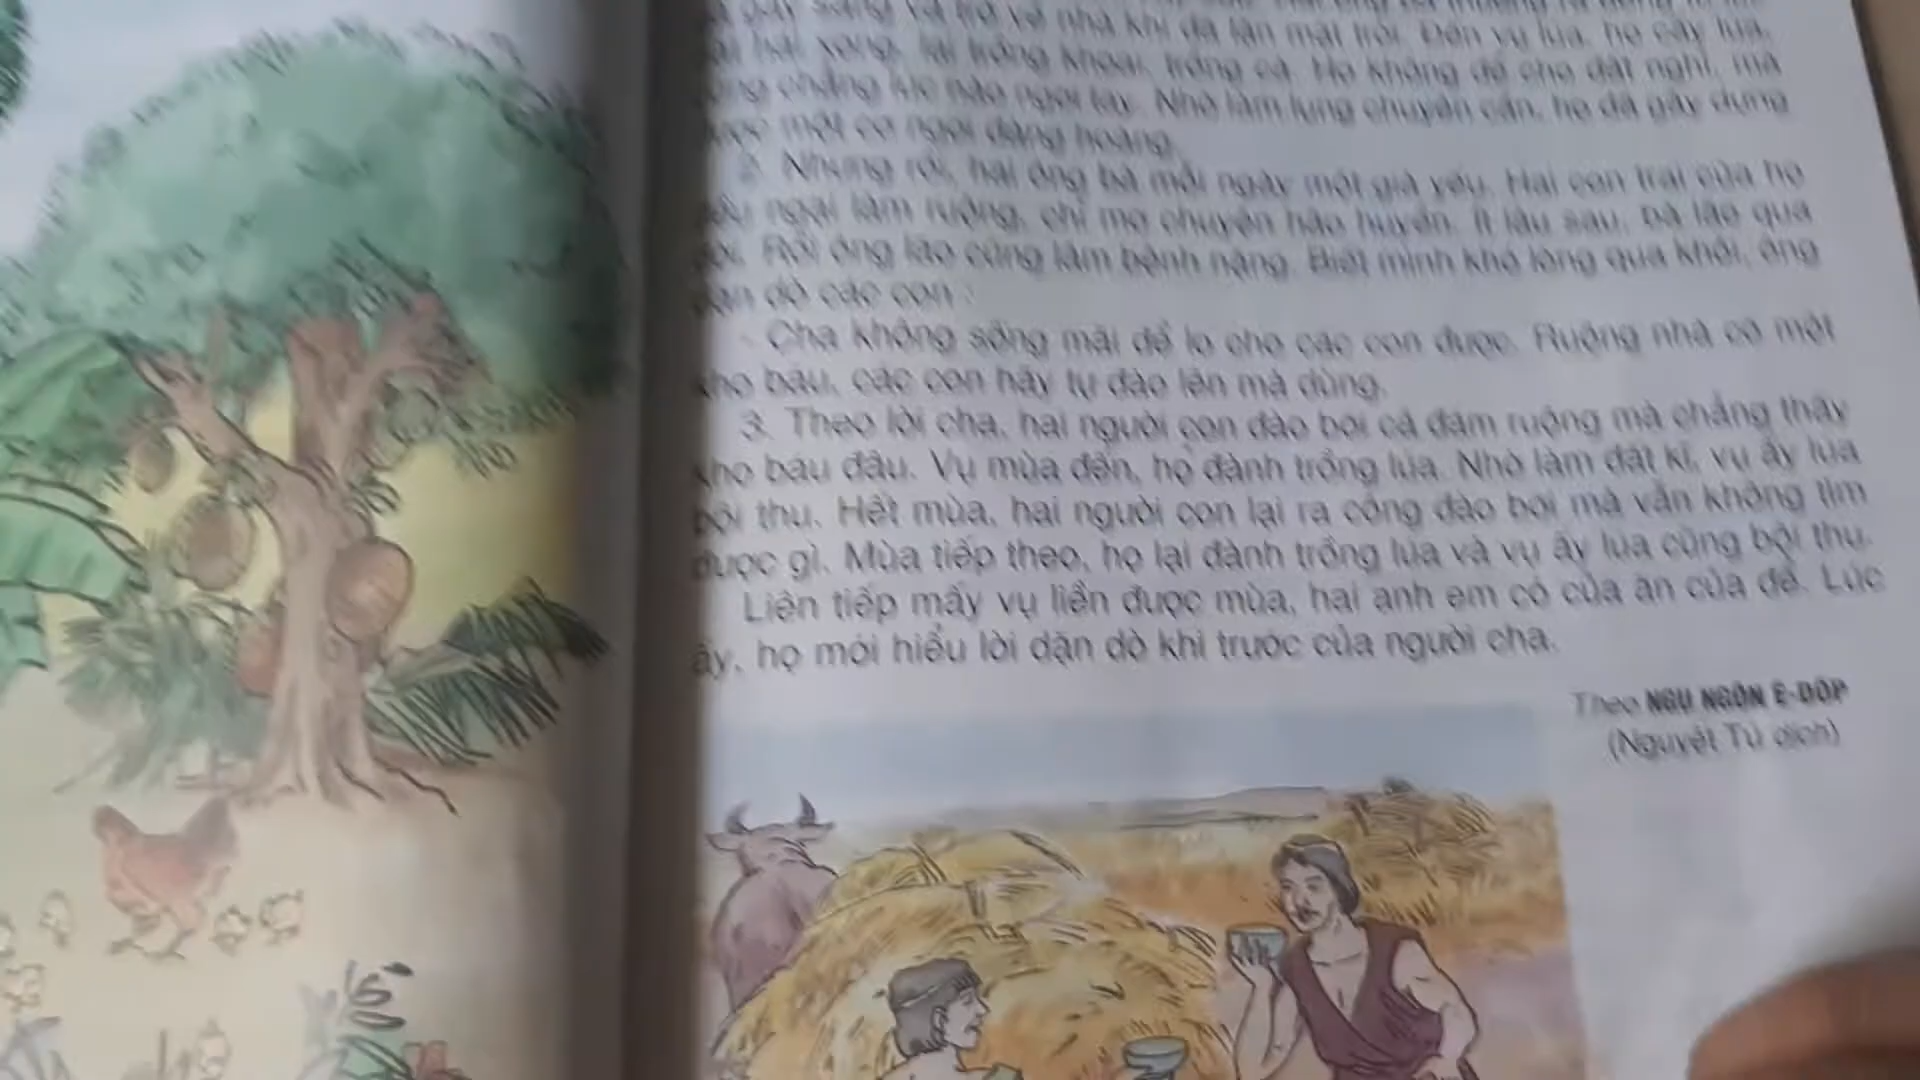 gáy sáng và trở về nhà khi đã lặn mặt trời. Đến vụ lúa, họ cấy lúa,
hái xong, lại trồng khoai, trồng cà. Họ không để cho đất nghỉ, mà
chẳng lúc nào ngơi tay. Nhờ làm lụng chuyên cần, họ đã gây dựng
được một cơ ngơi đàng hoàng.
2. Nhưng rồi, hai ông bà mỗi ngày một già yếu. Hai con trai của họ
ngại làm ruộng, chỉ mơ chuyện hão huyền. Ít lâu sau, bà lão qua
Rồi ông lão cũng lâm bệnh nặng. Biết mình khó lòng qua khỏi, ông
dặn dò các con :
- Cha không sống mãi để lo cho các con được. Ruộng nhà có một
kho báu, các con hãy tự đào lên mà dùng.
3. Theo lời cha, hai người con đào bới cả đám ruộng mà chẳng thấy
kho báu đâu. Vụ mùa đến, họ đành trồng lúa. Nhờ làm đất kĩ, vụ ấy lúa
bội thu. Hết mùa, hai người con lại ra công đào bới mà vẫn không tìm
được gì. Mùa tiếp theo, họ lại đành trồng lúa và vụ ấy lúa cũng bội thu.
Liên tiếp mấy vụ liền được mùa, hai anh em có của ăn của để. Lúc
ấy, họ mới hiểu lời dặn dò khi trước của người cha.
Theo NGỤ NGÔN Ê-DỐP
(Nguyệt Tú dịch)